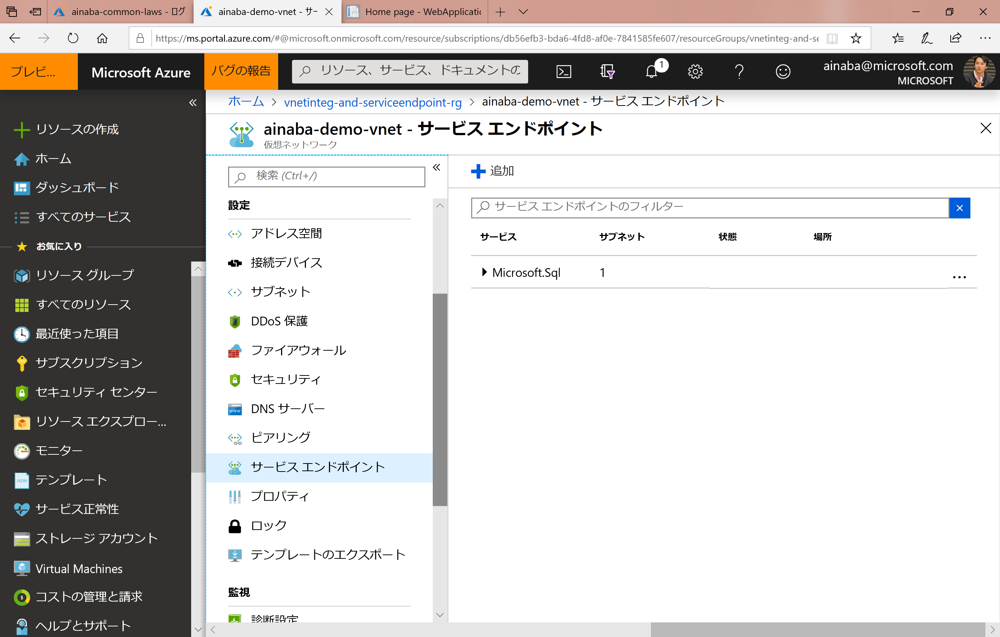 ainaba-common-laws - ログ
ainaba-demo-vnet - サー
Home page - WebApplicatic
https://ms.portal.azure.com/#@microsoft.onmicrosoft.com/resource/subscriptions/db56efb3-bda6-4fd8-af0e-7841585fe607/resourceGroups/vnetinteg-and-se
プレビ...
Microsoft Azure
バグの報告
リソース、サービス、ドキュメントの
1
ainaba@microsoft.com
MICROSOFT
ホーム > vnetinteg-and-serviceendpoint-rg > ainaba-demo-vnet - サービス エンドポイント
ainaba-demo-vnet - サービス エンドポイント
仮想ネットワーク
リソースの作成
ホーム
ダッシュボード
すべてのサービス
お気に入り
リソース グループ
すべてのリソース
最近使った項目
サブスクリプション
セキュリティ センター
リソース エクスプロー...
モニター
JSON
テンプレート
サービス正常性
ストレージ アカウント
Virtual Machines
コストの管理と請求
ヘルプとサポート
検索 (Ctrl+/)
設定
アドレス空間
接続デバイス
サブネット
DDoS 保護
ファイアウォール
セキュリティ
www
DNS サーバー
ピアリング
サービス エンドポイント
プロパティ
ロック
テンプレートのエクスポート
監視
診断設定
追加
サービス エンドポイントのフィルター
サービス サブネット 状態 場所
Microsoft.Sql 1 ...